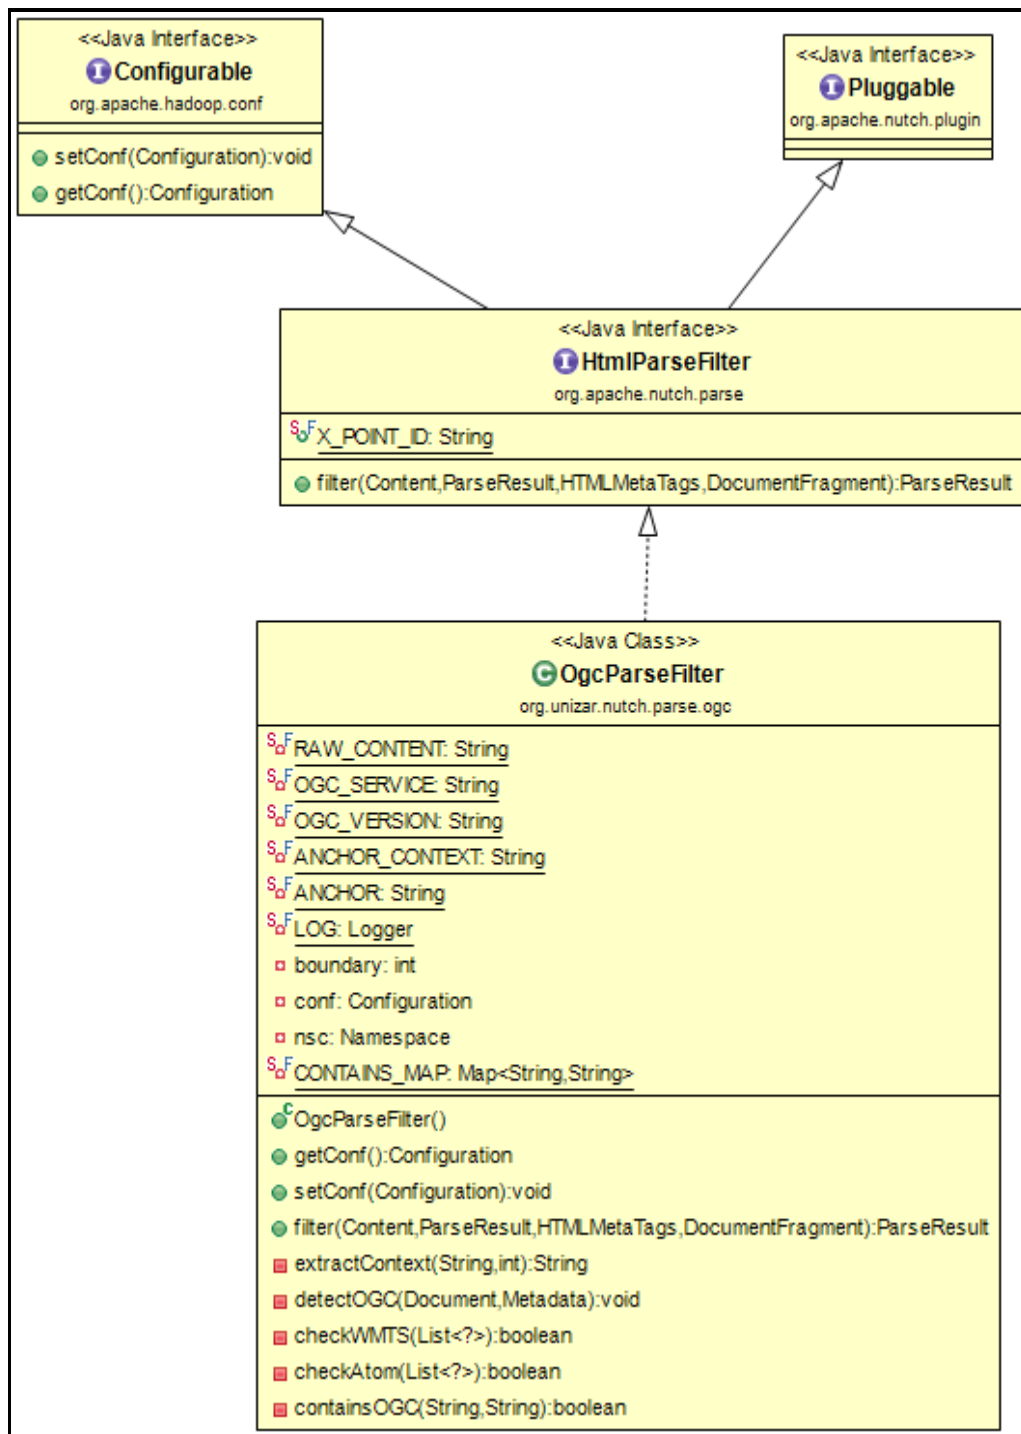 <<Java Interface>>
Configurable
org.apache.hadoop.conf
setConf(Configuration):void
getConf():Configuration
<<Java Interface>>
Pluggable
org.apache.nutch.plugin
<<Java Interface>>
HtmlParseFilter
org.apache.nutch.parse
X_POINT_ID: String
filter(Content,ParseResult,HTMLMetaTags,DocumentFragment):ParseResult
<<Java Class>>
OgcParseFilter
org.unizar.nutch.parse.ogc
RAW_CONTENT: String
OGC_SERVICE: String
OGC_VERSION: String
ANCHOR_CONTEXT: String
ANCHOR: String
LOG: Logger
boundary: int
conf: Configuration
nsc: Namespace
CONTAINS_MAP: Map<String,String>
OgcParseFilter()
getConf():Configuration
setConf(Configuration):void
filter(Content,ParseResult,HTMLMetaTags,DocumentFragment):ParseResult
extractContext(String,int):String
detectOGC(Document,Metadata):void
checkWMTS(List<?>):boolean
checkAtom(List<?>):boolean
containsOGC(String,String):boolean